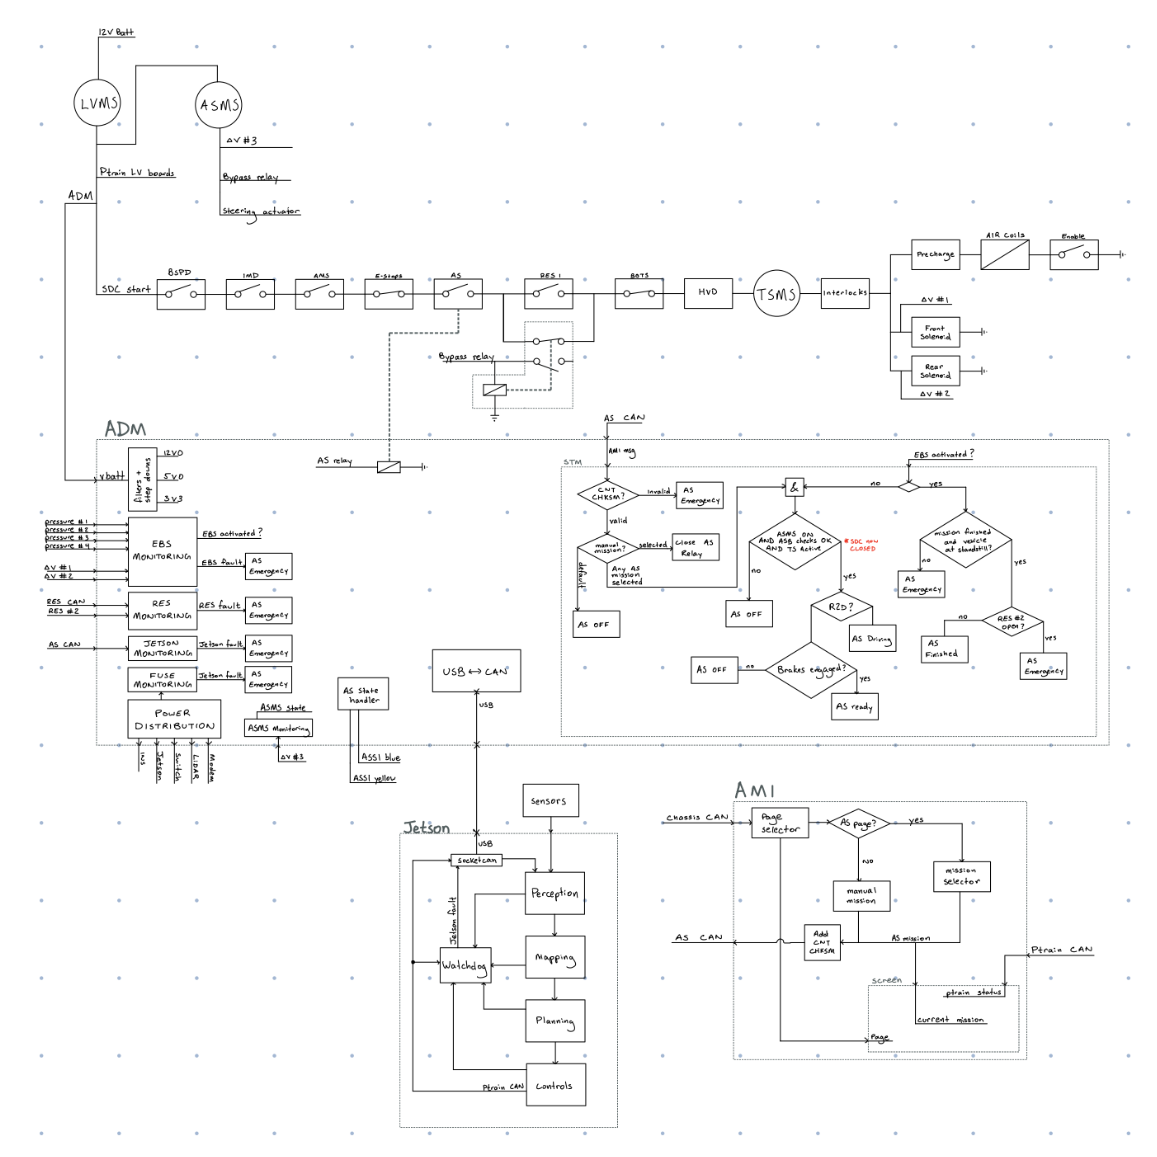 12V Batt
LVMS
ASMS
ΔV #3
Ptrain LV boards
Bypass relay
ADM
Steering actuator
SDC start
BSPD
IMD
AMS
E-Stops
AS
RES 1
BOTS
HVD
TSMS
Interlocks
Precharge
AIR Coils
Enable
ΔV #1
Front
Solenoid
Rear
Solenoid
ΔV #2
Bypass relay
AS relay
ADM
vbatt
filters +
step downs
12V0
5V0
3V3
pressure #1
pressure #2
pressure #3
pressure #4
ΔV #1
ΔV #2
EBS
MONITORING
EBS activated?
EBS fault
AS
Emergency
RES CAN
RES #2
RES
MONITORING
RES fault
AS
Emergency
AS CAN
JETSON
MONITORING
Jetson fault
AS
Emergency
FUSE
MONITORING
Jetson fault
AS
Emergency
POWER
DISTRIBUTION
INS
Jetson
Switch
LiDAR
Modem
ASMS state
ASMS Monitoring
ΔV #3
AS State
handler
ASSI blue
ASSI yellow
USB ↔ CAN
USB
AS CAN
AMI msg
STM
CNT
CHKSM?
invalid
AS
Emergency
valid
manual
mission?
selected
Close AS
Relay
default
Any AS
mission
selected
AS OFF
EBS activated?
&
no
yes
ASMS ON
AND ASB checks OK
AND TS Active
* SDC now
CLOSED
no
yes
AS OFF
R2D?
AS Driving
Brakes engaged?
no
AS OFF
yes
AS ready
mission finished
and vehicle
at standstill?
no
AS
Emergency
yes
RES #2
open?
no
AS
Finished
yes
AS
Emergency
Sensors
Jetson
USB
socketcan
Jetson fault
Perception
Watchdog
Mapping
Planning
Controls
Ptrain CAN
AMI
Chassis CAN
Page
selector
AS page?
yes
NO
mission
selector
manual
mission
AS CAN
Add
CNT
CHKSM
AS mission
Ptrain CAN
screen
ptrain status
current mission
Page